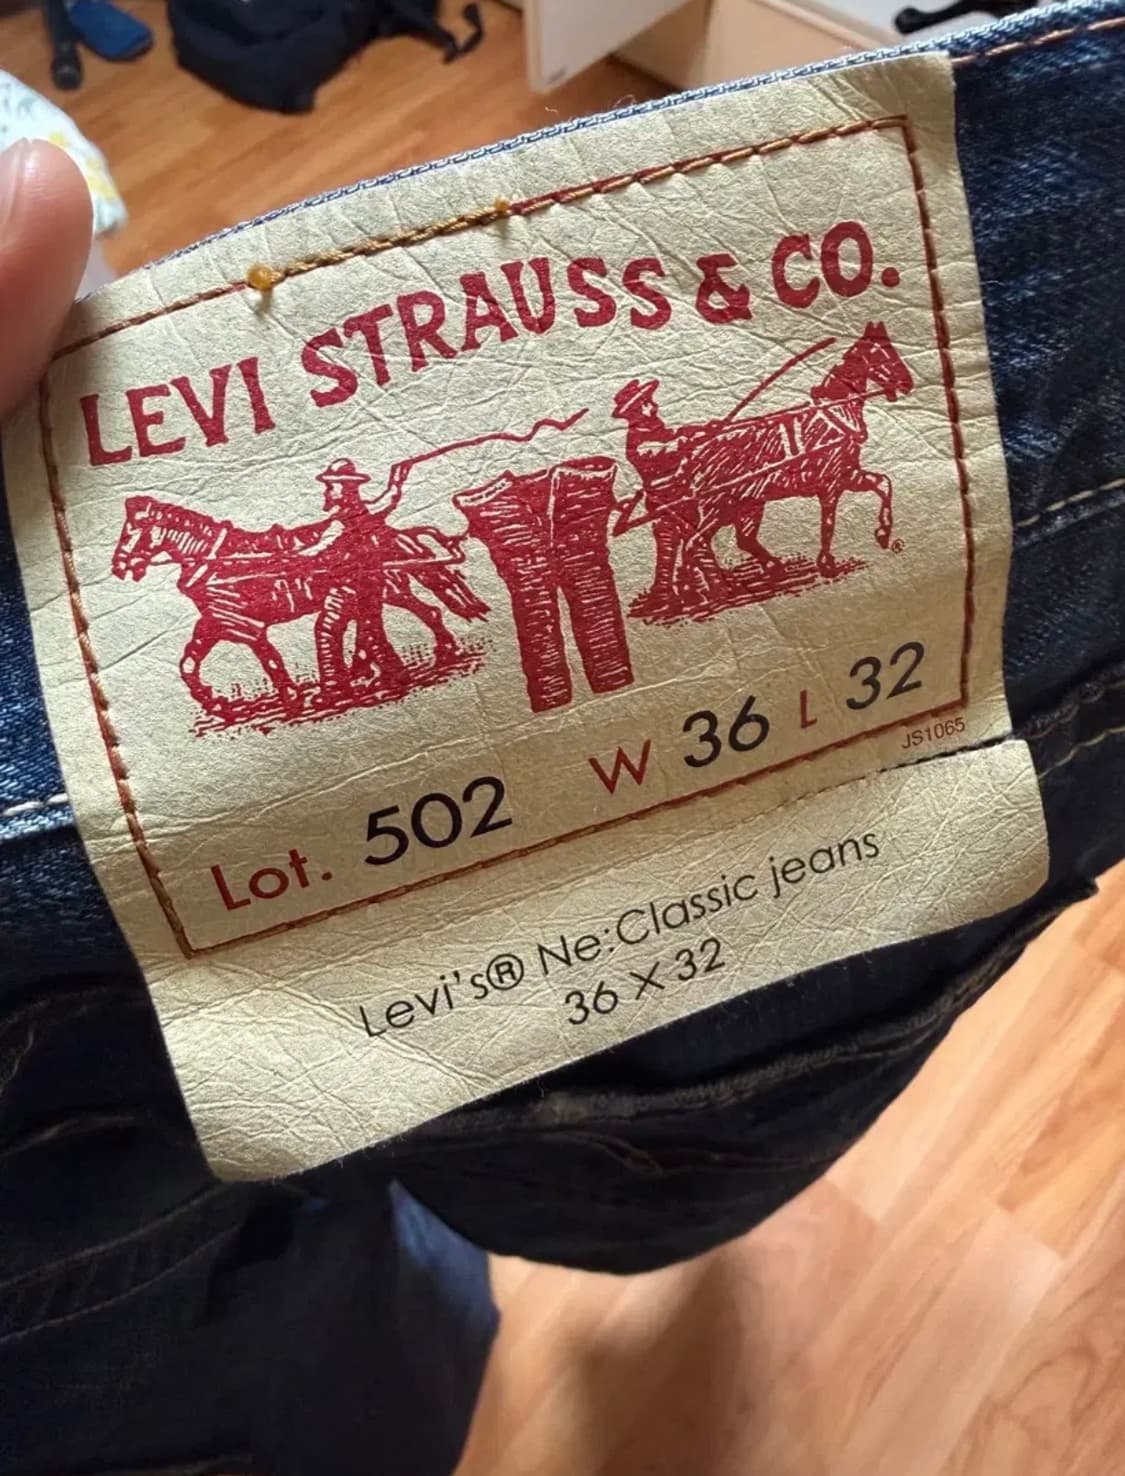 LEVI STRAUSS & CO.
®
Lot. 502 W 36 L 32
JS1065
Levi's® Ne:Classic jeans
36 X 32